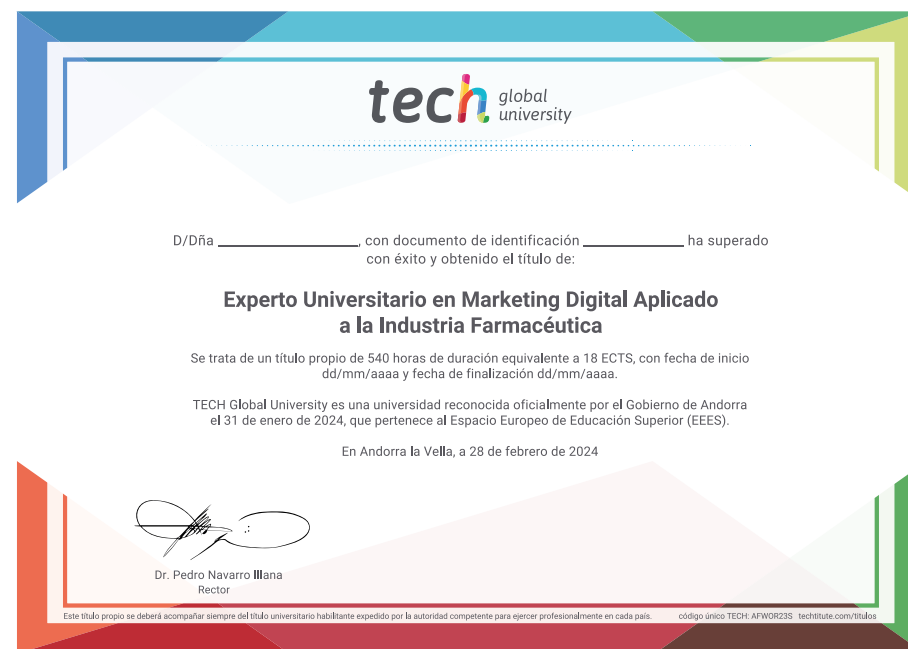 tech global
university
D/Dña ____________________, con documento de identificación ______________ ha superado
con éxito y obtenido el título de:
Experto Universitario en Marketing Digital Aplicado
a la Industria Farmacéutica
Se trata de un título propio de 540 horas de duración equivalente a 18 ECTS, con fecha de inicio
dd/mm/aaaa y fecha de finalización dd/mm/aaaa.
TECH Global University es una universidad reconocida oficialmente por el Gobierno de Andorra
el 31 de enero de 2024, que pertenece al Espacio Europeo de Educación Superior (EEES).
En Andorra la Vella, a 28 de febrero de 2024
Dr. Pedro Navarro Illana
Rector
Este título propio se deberá acompañar siempre del título universitario habilitante expedido por la autoridad competente para ejercer profesionalmente en cada país. código único TECH: AFWOR23S techtitute.com/titulos